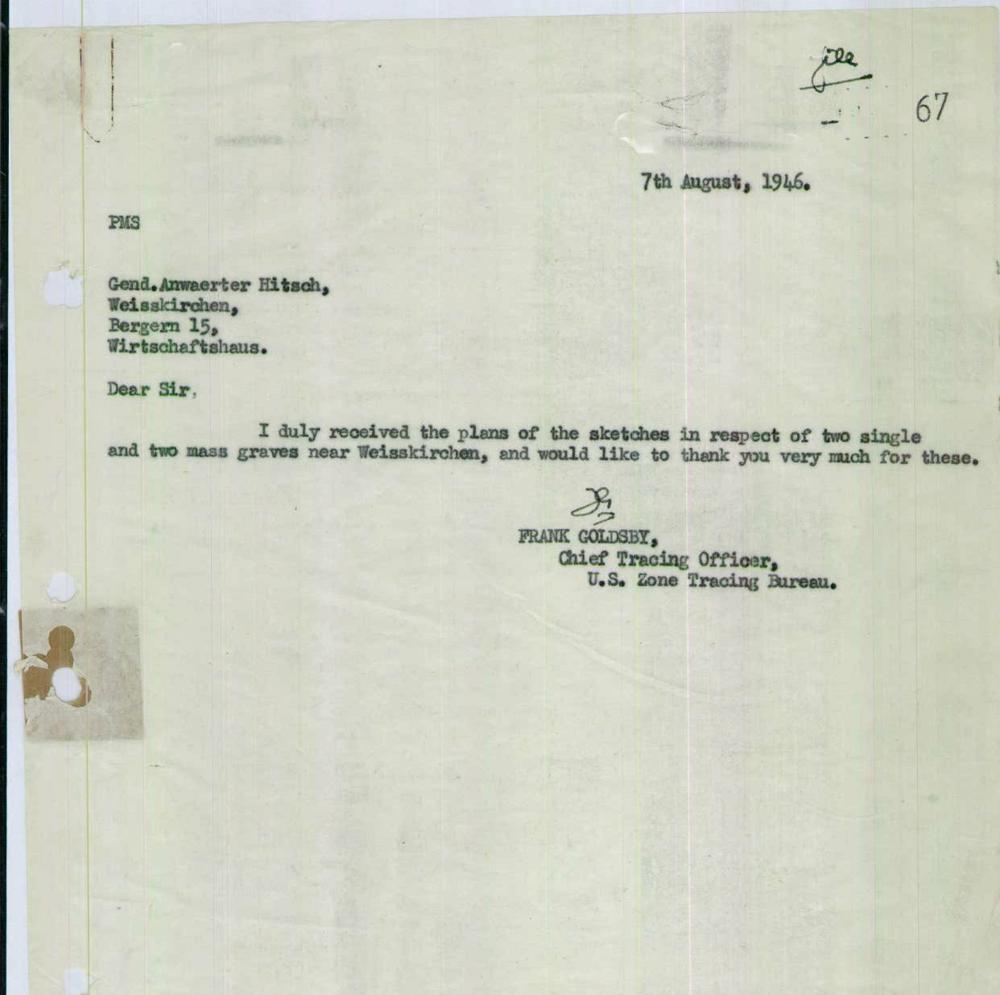 file
67
7th August, 1946.
PMS
Gend.Anwaerter Hitsch,
Weisskirchen,
Bergern 15,
Wirtschaftshaus.
Dear Sir,
I duly received the plans of the sketches in respect of two single
and two mass graves near Weisskirchen, and would like to thank you very much for these.
FRANK GOLDSBY,
Chief Tracing Officer,
U.S. Zone Tracing Bureau.